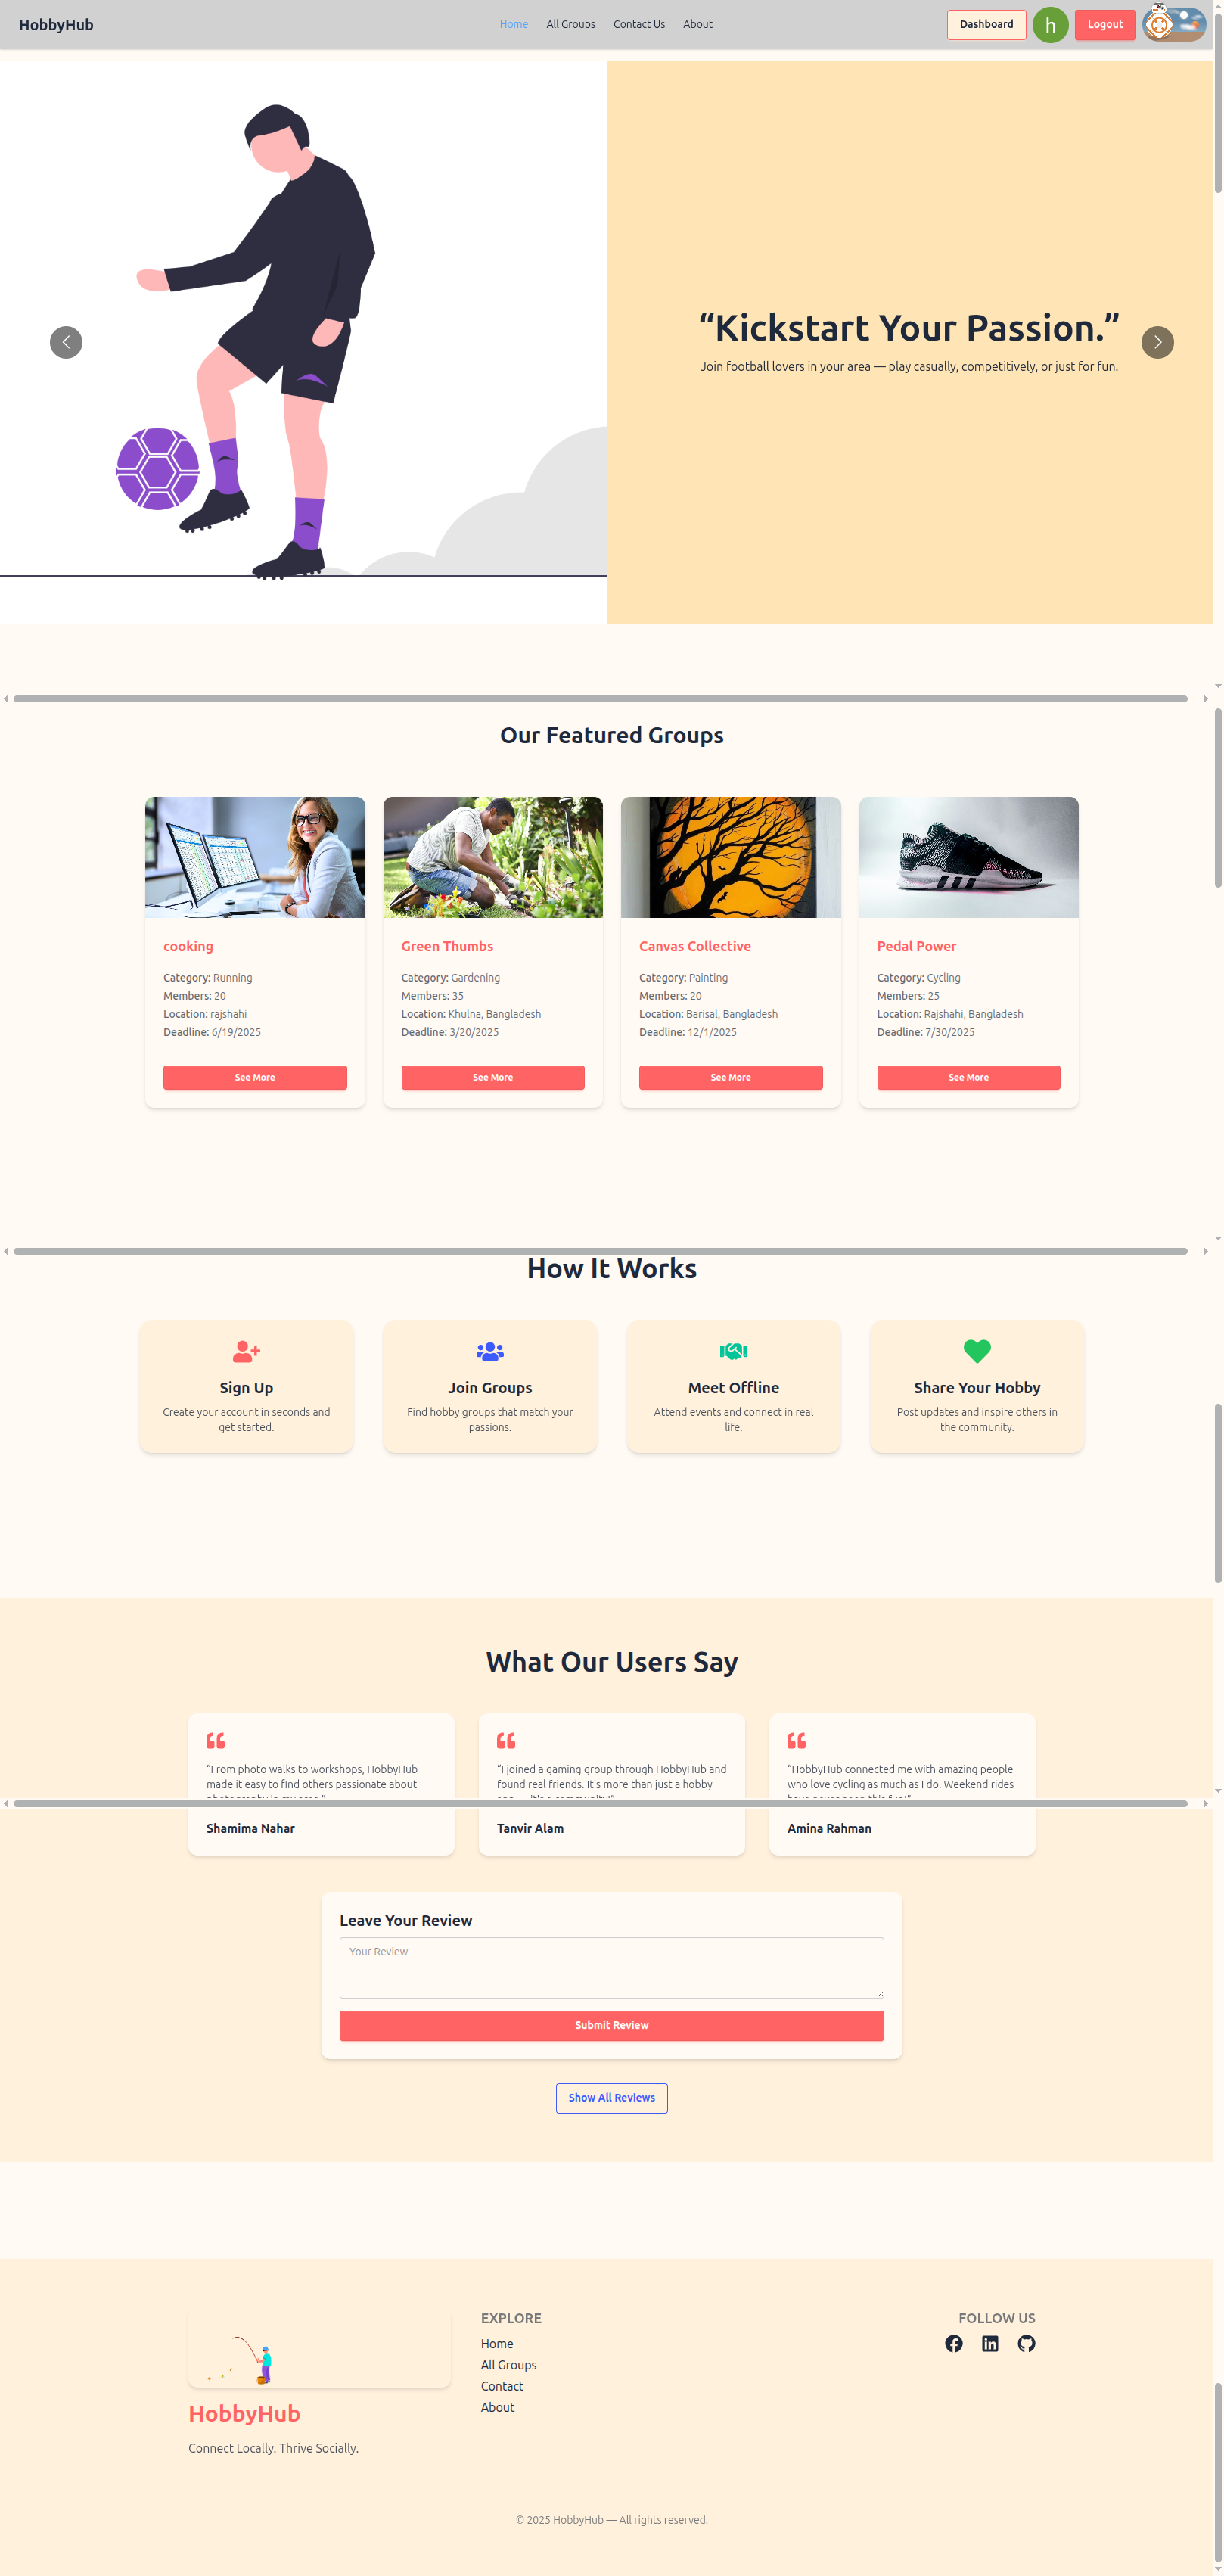 HobbyHub
Home
All Groups
Contact Us
About
Dashboard
h
Logout
“Kickstart Your Passion.”
Join football lovers in your area — play casually, competitively, or just for fun.
Our Featured Groups
cooking
Category: Running
Members: 20
Location: rajshahi
Deadline: 6/19/2025
See More
Green Thumbs
Category: Gardening
Members: 35
Location: Khulna, Bangladesh
Deadline: 3/20/2025
See More
Canvas Collective
Category: Painting
Members: 20
Location: Barisal, Bangladesh
Deadline: 12/1/2025
See More
Pedal Power
Category: Cycling
Members: 25
Location: Rajshahi, Bangladesh
Deadline: 7/30/2025
See More
How It Works
Sign Up
Create your account in seconds and
get started.
Join Groups
Find hobby groups that match your
passions.
Meet Offline
Attend events and connect in real
life.
Share Your Hobby
Post updates and inspire others in
the community.
What Our Users Say
“From photo walks to workshops, HobbyHub
made it easy to find others passionate about
Shamima Nahar
“I joined a gaming group through HobbyHub and
found real friends. It's more than just a hobby
Tanvir Alam
“HobbyHub connected me with amazing people
who love cycling as much as I do. Weekend rides
Amina Rahman
Leave Your Review
Your Review
Submit Review
Show All Reviews
HobbyHub
Connect Locally. Thrive Socially.
EXPLORE
Home
All Groups
Contact
About
FOLLOW US
© 2025 HobbyHub — All rights reserved.